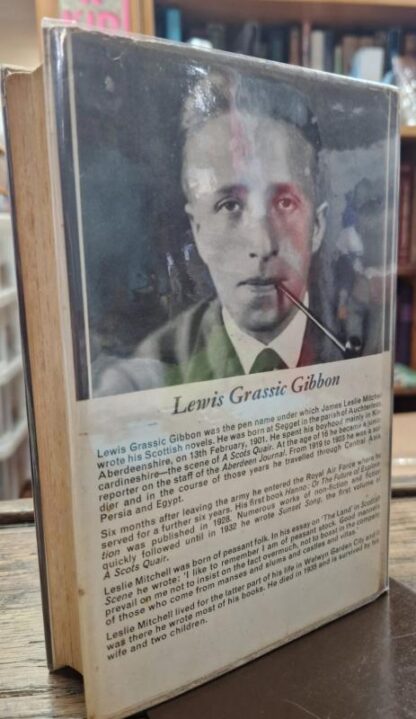 KID
Lewis Grassic Gibbon
Lewis Grassic Gibbon was the pen name under which James Leslie Mitchell
wrote his Scottish novels. He was born at Segget in the parish of Auchterless
Aberdeenshire, on 13th February, 1901. He spent his boyhood mainly in Kin-
cardineshire—the scene of A Scots Quair. At the age of 16 he became a junior
reporter on the staff of the Aberdeen Journal. From 1919 to 1923 he was a sol-
dier and in the course of those years he travelled through Central Asia
Persia and Egypt.
Six months after leaving the army he entered the Royal Air Force where he
served for a further six years. His first book Hanno: Or The Future of Explora-
tion was published in 1928. Numerous works of non-fiction and fiction
quickly followed until in 1932 he wrote Sunset Song, the first volume of
A Scots Quair.
Leslie Mitchell was born of peasant folk. In his essay on 'The Land' in Scottish
Scene he wrote: 'I like to remember I am of peasant stock. Good manners
prevail on me not to insist on the fact overmuch, not to boast in the company
of those who come from manses and slums and castles and villas.'
Leslie Mitchell lived for the latter part of his life in Welwyn Garden City and it
was there he wrote most of his books. He died in 1935 and is survived by his
wife and two children.